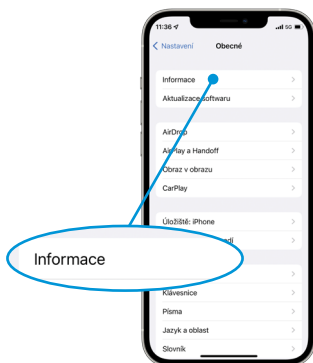 11:36
5G
Nastavení
Obecné
Informace
Aktualizace softwaru
AirDrop
AirPlay a Handoff
Obraz v obrazu
CarPlay
Úložiště: iPhone
Informace
Klávesnice
Písma
Jazyk a oblast
Slovník